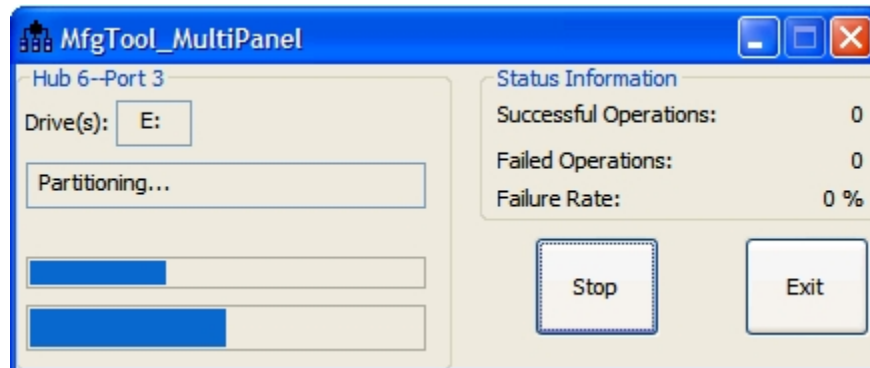 MfgTool_MultiPanel
Hub 6--Port 3
Drive(s): E:
Partitioning...
Status Information
Successful Operations: 0
Failed Operations: 0
Failure Rate: 0 %
Stop
Exit